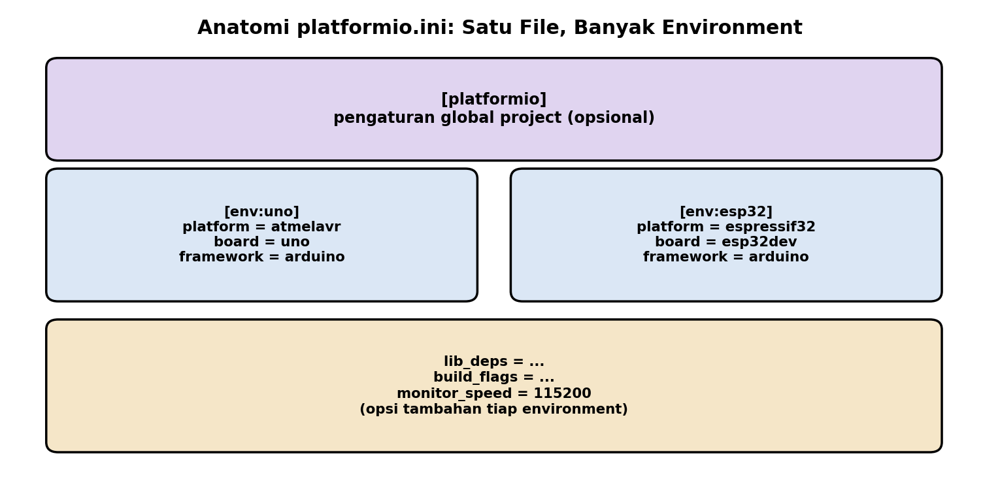 Anatomi platformio.ini: Satu File, Banyak Environment
[platformio]
pengaturan global project (opsional)
[env:uno]
platform = atmelavr
board = uno
framework = arduino
[env:esp32]
platform = espressif32
board = esp32dev
framework = arduino
lib_deps = ...
build_flags = ...
monitor_speed = 115200
(opsi tambahan tiap environment)